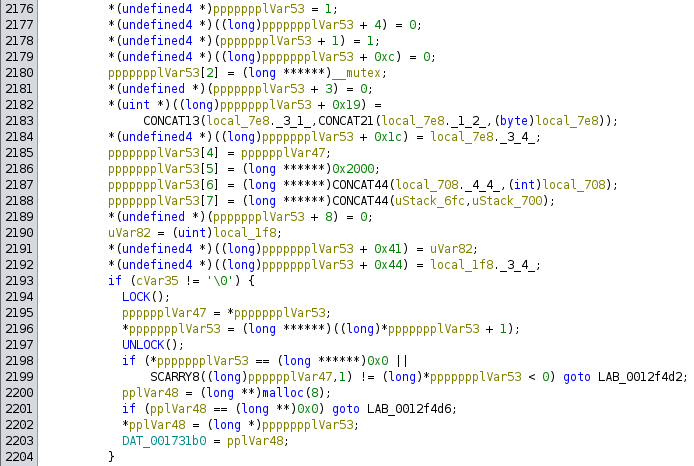 2176 *(undefined4 *)ppppppplVar53 = 1;
2177 *(undefined4 *)((long)ppppppplVar53 + 4) = 0;
2178 *(undefined4 *)(ppppppplVar53 + 1) = 1;
2179 *(undefined4 *)((long)ppppppplVar53 + 0xc) = 0;
2180 ppppppplVar53[2] = (long ******)__mutex;
2181 *(undefined *)(ppppppplVar53 + 3) = 0;
2182 *(uint *)((long)ppppppplVar53 + 0x19) =
2183 CONCAT13(local_7e8._3_1_,CONCAT21(local_7e8._1_2_,(byte)local_7e8));
2184 *(undefined4 *)((long)ppppppplVar53 + 0x1c) = local_7e8._3_4_;
2185 ppppppplVar53[4] = pppppplVar47;
2186 ppppppplVar53[5] = (long ******)0x2000;
2187 ppppppplVar53[6] = (long ******)CONCAT44(local_708._4_4_,(int)local_708);
2188 ppppppplVar53[7] = (long ******)CONCAT44(uStack_6fc,uStack_700);
2189 *(undefined *)(ppppppplVar53 + 8) = 0;
2190 uVar82 = (uint)local_1f8;
2191 *(undefined4 *)((long)ppppppplVar53 + 0x41) = uVar82;
2192 *(undefined4 *)((long)ppppppplVar53 + 0x44) = local_1f8._3_4_;
2193 if (cVar35 != '\0') {
2194 LOCK();
2195 pppppplVar47 = *ppppppplVar53;
2196 *ppppppplVar53 = (long ******)((long)*ppppppplVar53 + 1);
2197 UNLOCK();
2198 if (*ppppppplVar53 == (long ******)0x0 ||
2199 SCARRY8((long)pppppplVar47,1) != (long)*ppppppplVar53 < 0) goto LAB_0012f4d2;
2200 pplVar48 = (long **)malloc(8);
2201 if (pplVar48 == (long **)0x0) goto LAB_0012f4d6;
2202 *pplVar48 = (long *)ppppppplVar53;
2203 DAT_001731b0 = pplVar48;
2204 }